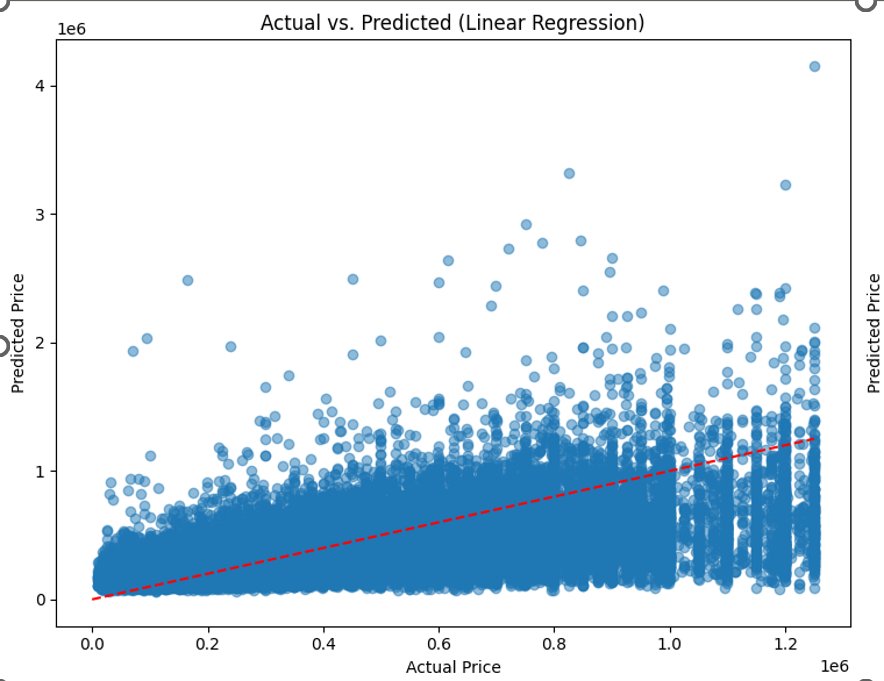 Actual vs. Predicted (Linear Regression)
1e6
4
3
2
1
0
Predicted Price
0.0 0.2 0.4 0.6 0.8 1.0 1.2
1e6
Actual Price
Predicted Price